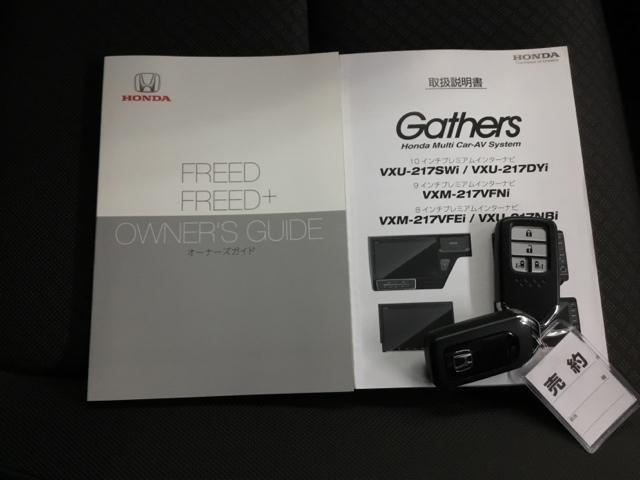 HONDA
FREED
FREED+
OWNER'S GUIDE
オーナーズガイド
HONDA
取扱説明書
Gathers
Honda Multi Car-AV System
10インチプレミアムインターナビ
VXU-217SWi / VXU-217DYi
9インチプレミアムインターナビ
VXM-217VFNi
8インチプレミアムインターナビ
VXM-217VFEi / VXU-217NBi
売約